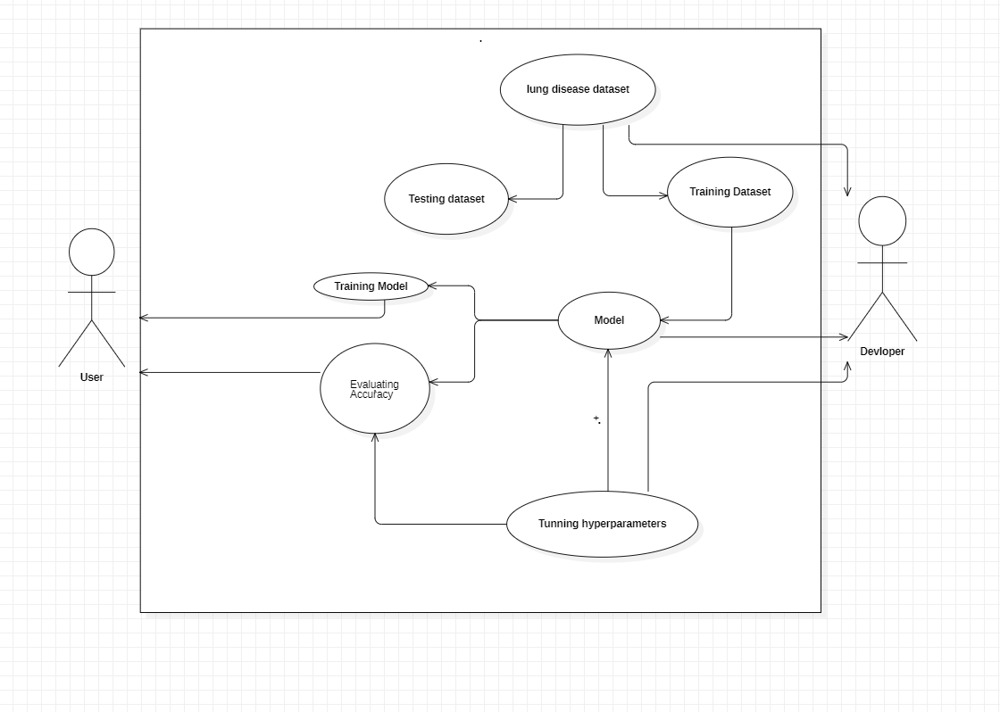 lung disease dataset
Testing dataset
Training Dataset
Training Model
Model
User
Evaluating
Accuracy
Devloper
Tunning hyperparameters